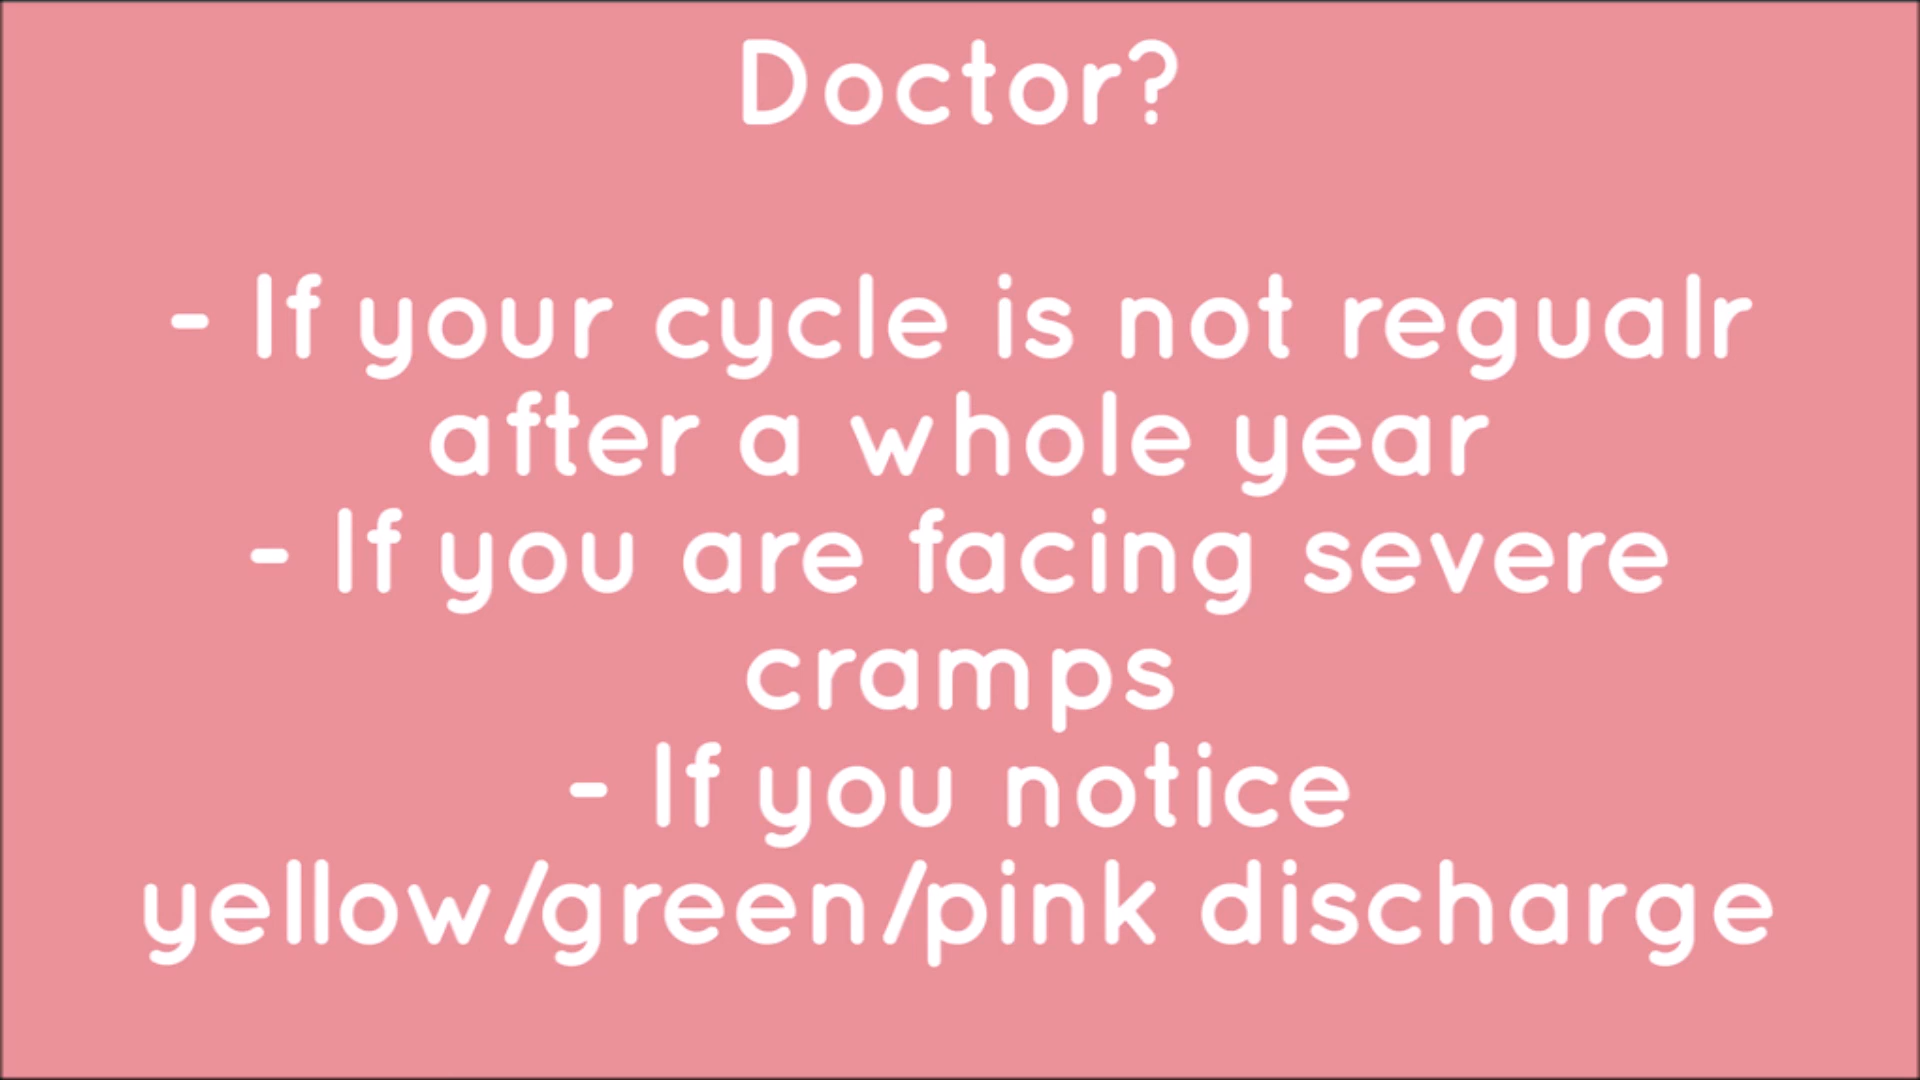 Doctor?
- If your cycle is not regualr
after a whole year
- If you are facing severe
cramps
- If you notice
yellow/green/pink discharge